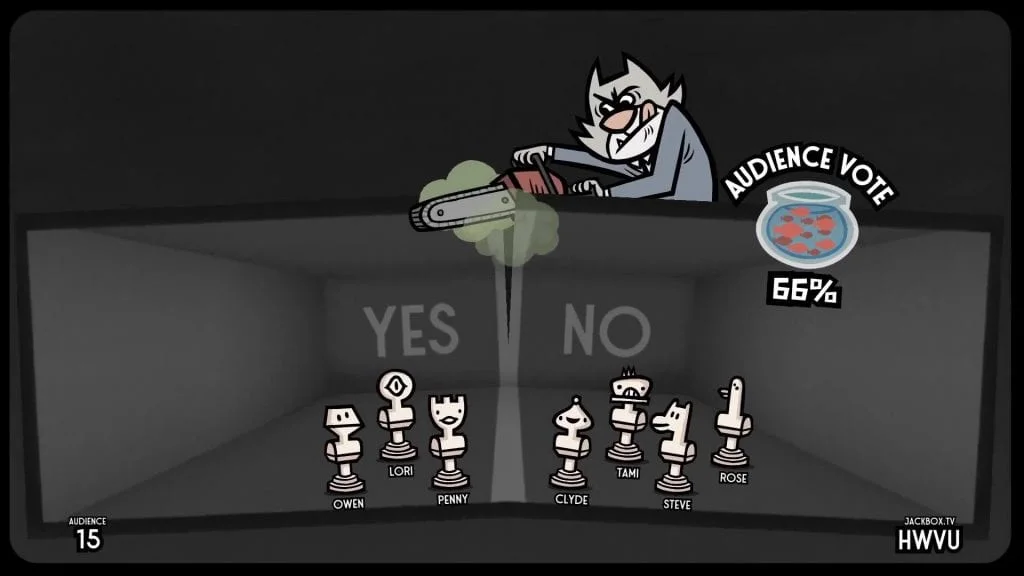 AUDIENCE VOTE
66%
YES NO
OWEN
LORI
PENNY
CLYDE
TAMI
STEVE
ROSE
AUDIENCE
15
JACKBOX.TV
HWVU